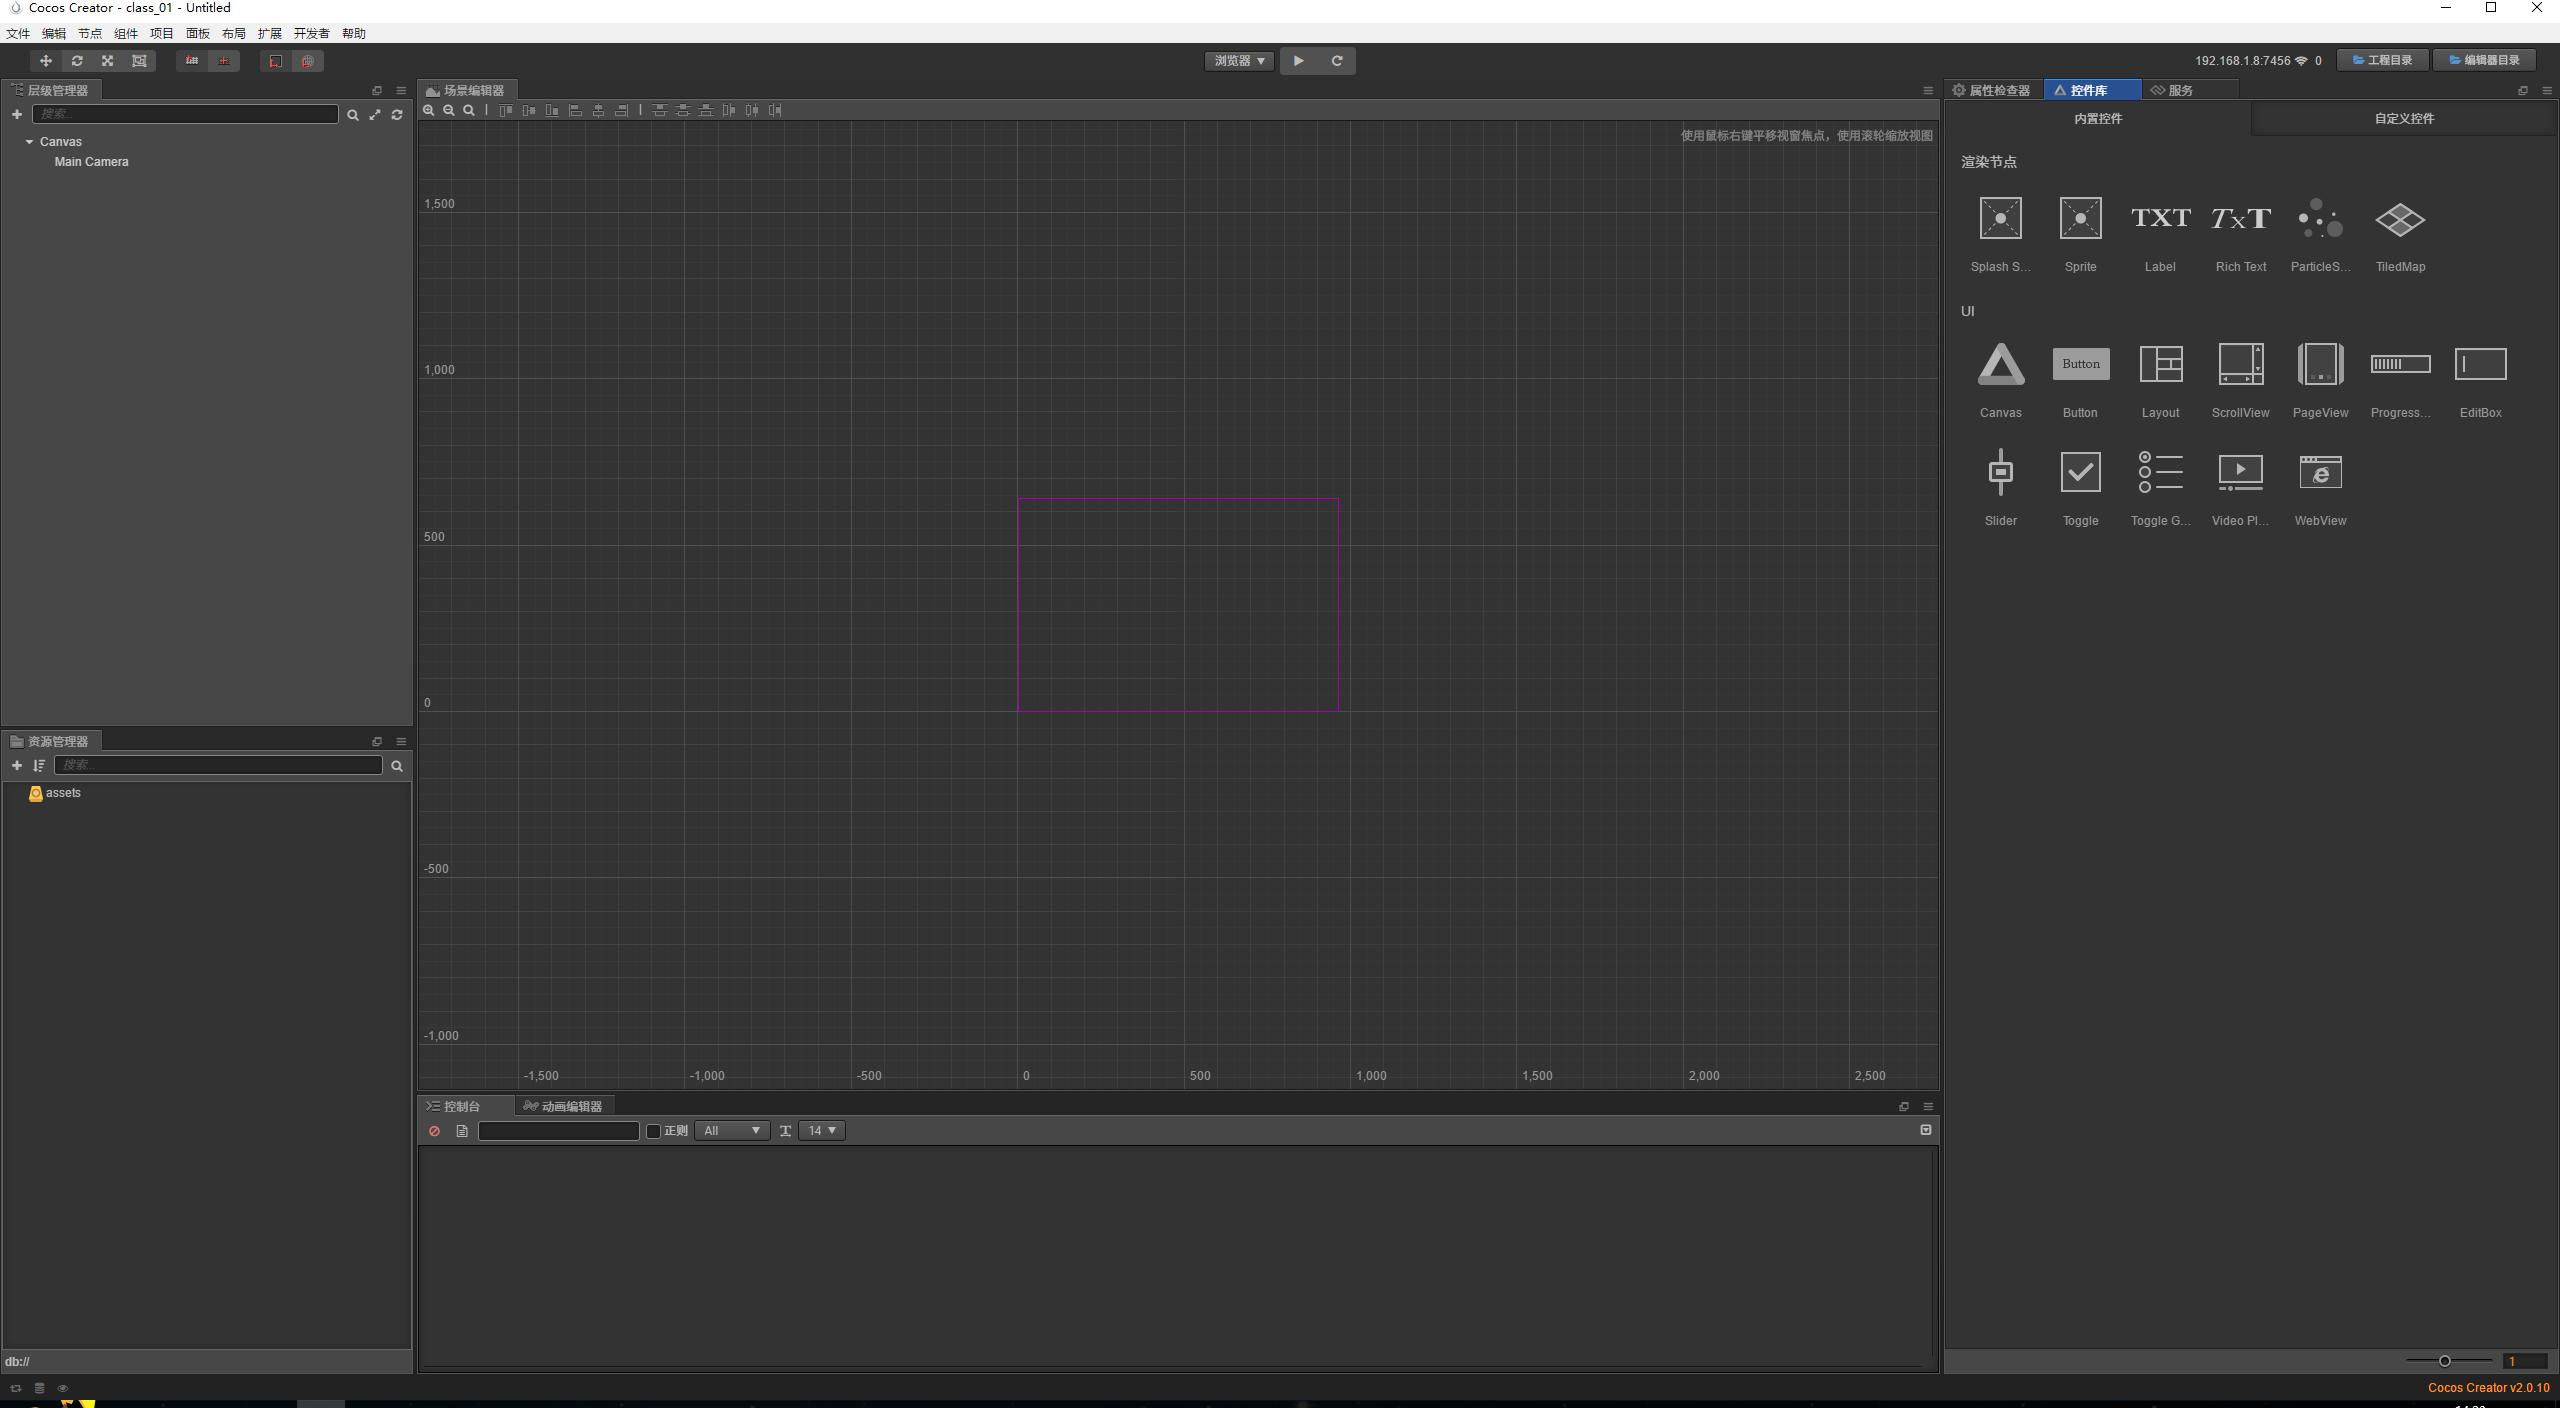 Cocos Creator - class_01 - Untitled
文件 编辑 节点 组件 项目 面板 布局 扩展 开发者 帮助
浏览器
192.168.1.8:7456 0 工程目录 编辑器目录
层级管理器
搜索...
Canvas
Main Camera
资源管理器
搜索...
assets
db://
场景编辑器
使用鼠标右键平移视窗焦点，使用滚轮缩放视图
1,500
1,000
500
0
-500
-1,000
-1,500 -1,000 -500 0 500 1,000 1,500 2,000 2,500
控制台 动画编辑器
正则 All 14
属性检查器 控件库 服务
内置控件 自定义控件
渲染节点
TXT TxT
Splash S... Sprite Label Rich Text ParticleS... TiledMap
UI
Button
Canvas Button Layout ScrollView PageView Progress... EditBox
Slider Toggle Toggle G... Video Pl... WebView
1
Cocos Creator v2.0.10